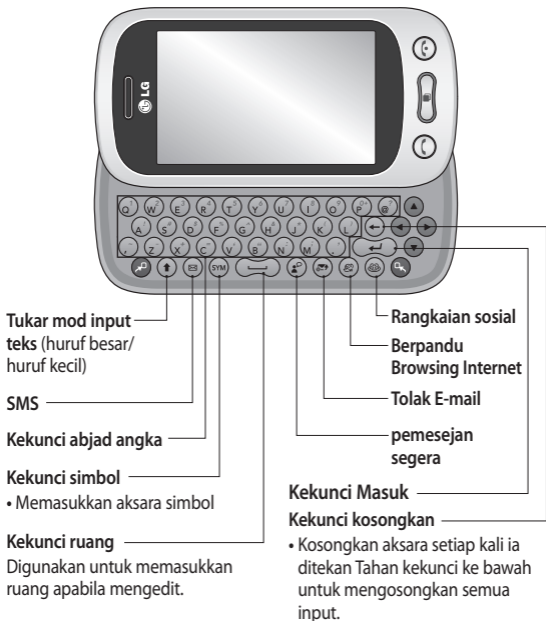 LG
Q W E R T Y U I O P @
A S D F G H J K L
Z X C V B N M
SYM
Tukar mod input
teks (huruf besar/
huruf kecil)
SMS
Kekunci abjad angka
Kekunci simbol
• Memasukkan aksara simbol
Kekunci ruang
Digunakan untuk memasukkan
ruang apabila mengedit.
Rangkaian sosial
Berpandu
Browsing Internet
Tolak E-mail
pemesejan
segera
Kekunci Masuk
Kekunci kosongkan
• Kosongkan aksara setiap kali ia
ditekan Tahan kekunci ke bawah
untuk mengosongkan semua
input.